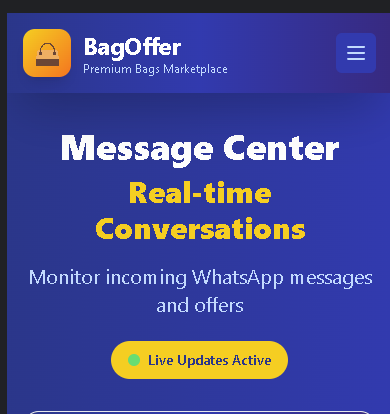 BagOffer
Premium Bags Marketplace
Message Center
Real-time
Conversations
Monitor incoming WhatsApp messages
and offers
Live Updates Active